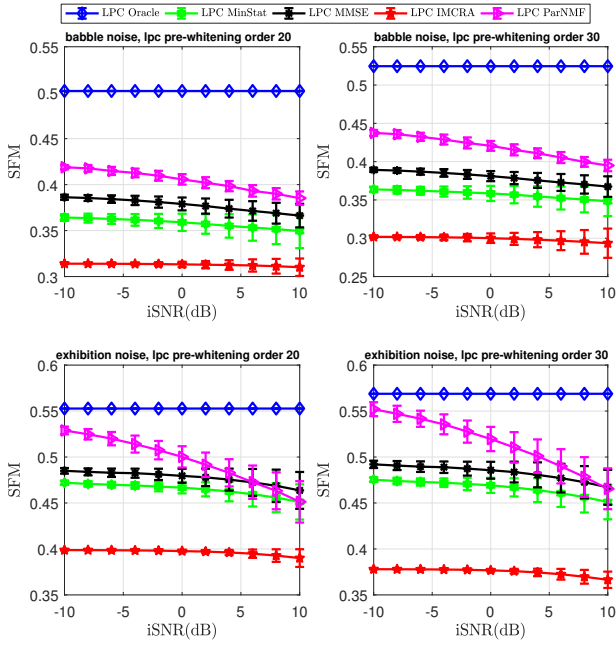 LPC Oracle LPC MinStat LPC MMSE LPC IMCRA LPC ParNMF
babble noise, lpc pre-whitening order 20
0.55
0.5
0.45
0.4
0.35
0.3
SFM
-10 -5 0 5 10
iSNR(dB)
babble noise, lpc pre-whitening order 30
0.55
0.5
0.45
0.4
0.35
0.3
0.25
SFM
-10 -5 0 5 10
iSNR(dB)
exhibition noise, lpc pre-whitening order 20
0.6
0.55
0.5
0.45
0.4
0.35
SFM
-10 -5 0 5 10
iSNR(dB)
exhibition noise, lpc pre-whitening order 30
0.6
0.55
0.5
0.45
0.4
0.35
SFM
-10 -5 0 5 10
iSNR(dB)